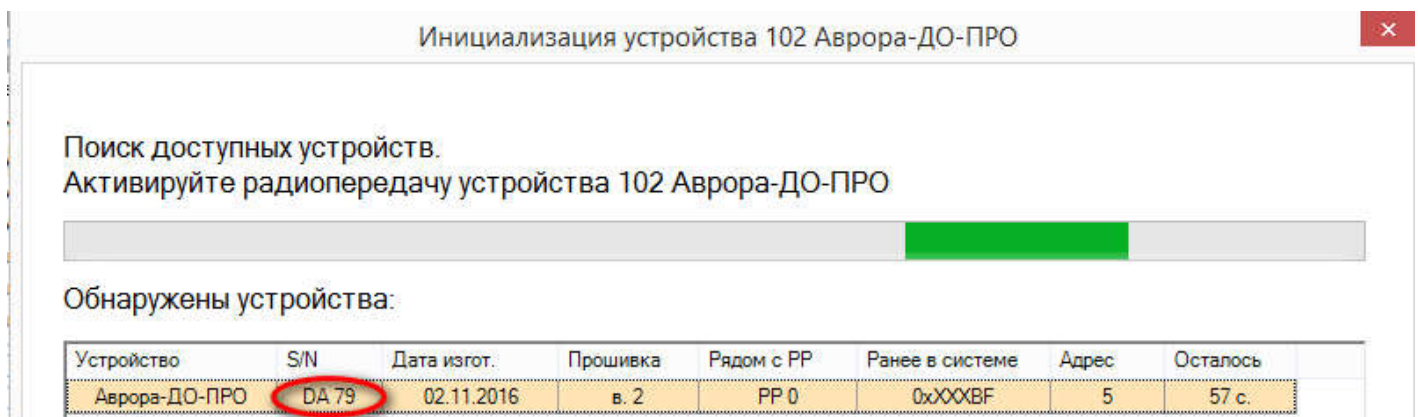 Инициализация устройства 102 Аврора-ДО-ПРО
Поиск доступных устройств.
Активируйте радиопередачу устройства 102 Аврора-ДО-ПРО
Обнаружены устройства:
Устройство S/N Дата изгот. Прошивка Рядом с РР Ранее в системе Адрес Осталось
Аврора-ДО-ПРО DA 79 02.11.2016 в. 2 РР 0 0xXXXBF 5 57 с.